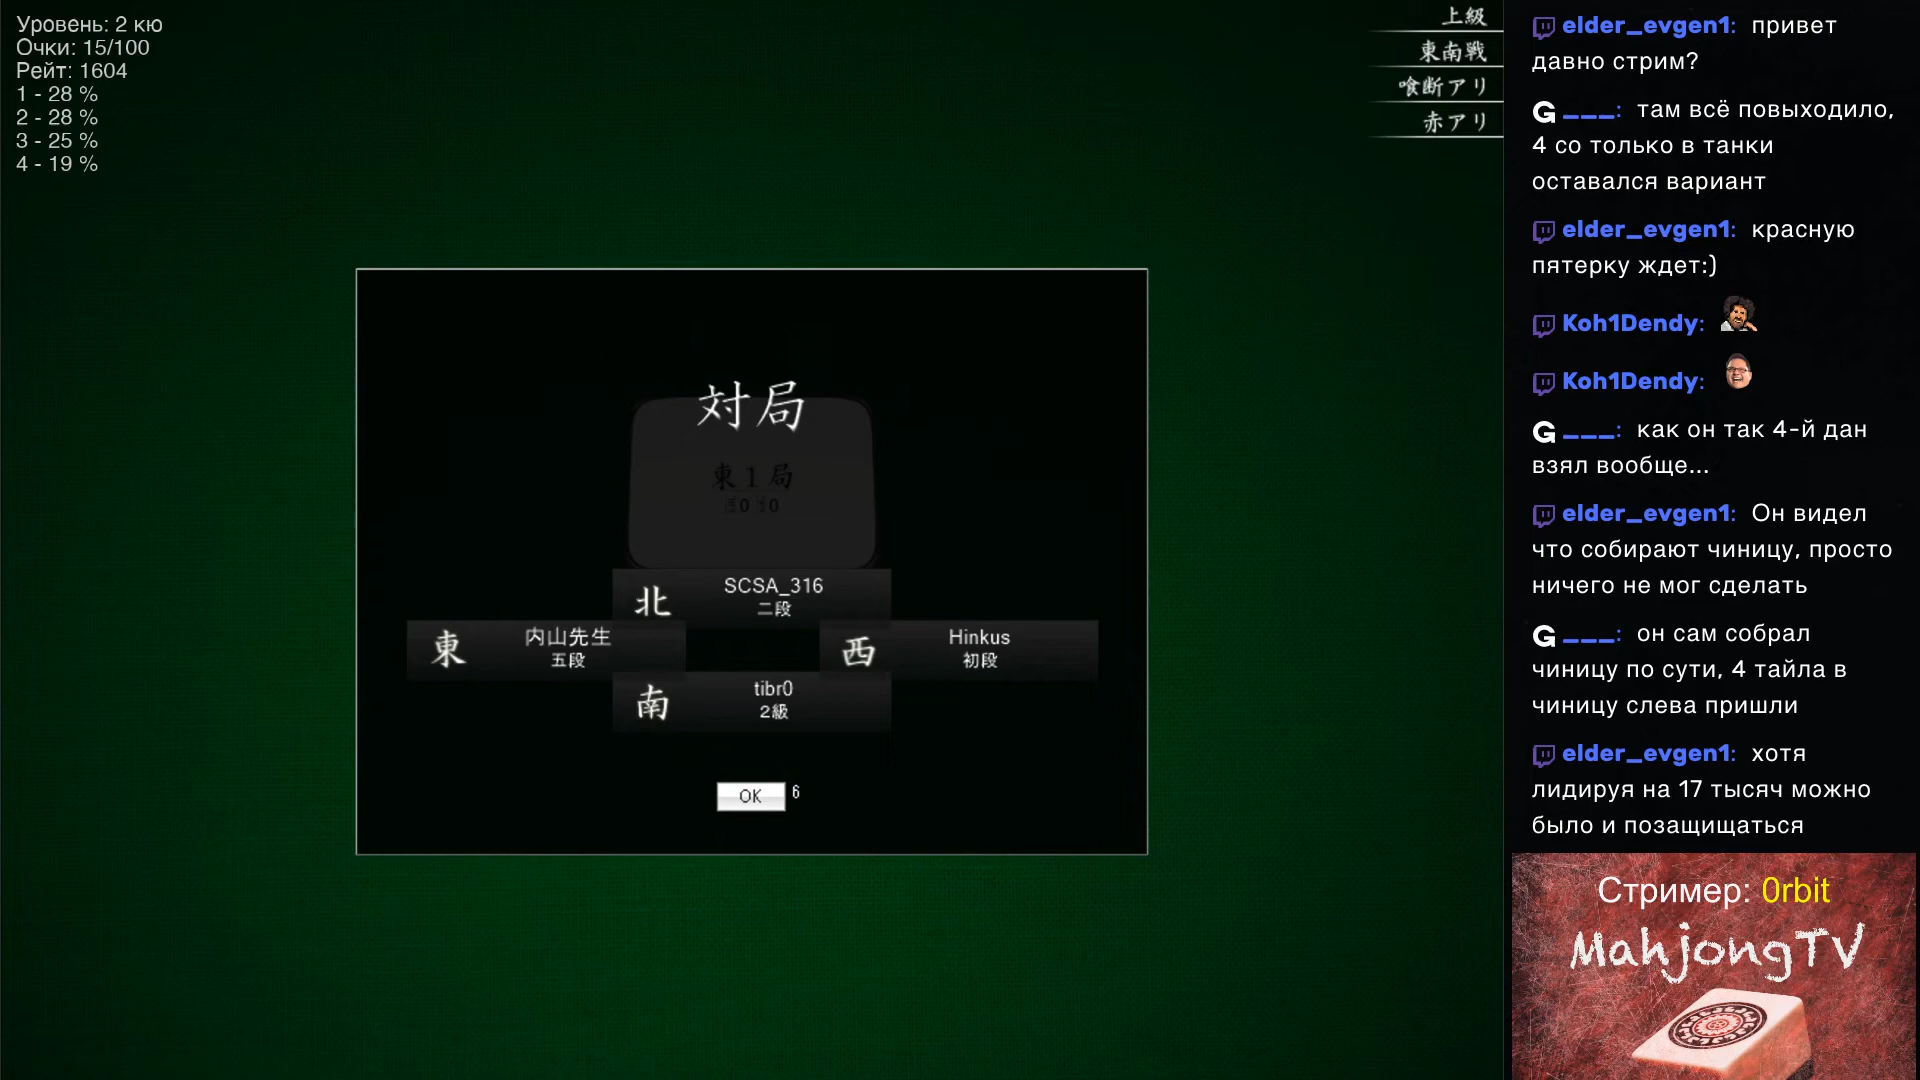 Уровень: 2 кю
Очки: 15/100
Рейт: 1604
1 - 28 %
2 - 28 %
3 - 25 %
4 - 19 %
上級
東南戦
喰断アリ
赤アリ
対局
東1局
北
SCSA_316
二段
東
内山先生
五段
西
Hinkus
初段
南
tibr0
2級
OK 6
elder_evgen1: привет
давно стрим?
G ___: там всё повыходило,
4 со только в танки
оставался вариант
elder_evgen1: красную
пятерку ждет:)
Koh1Dendy:
Koh1Dendy:
G ___: как он так 4-й дан
взял вообще...
elder_evgen1: Он видел
что собирают чиницу, просто
ничего не мог сделать
G ___: он сам собрал
чиницу по сути, 4 тайла в
чиницу слева пришли
elder_evgen1: хотя
лидируя на 17 тысяч можно
было и позащищаться
Стример: 0rbit
MahjongTV